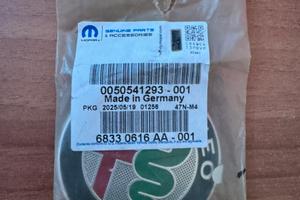 mopar
GENUINE PARTS
& ACCESSORIES
0050541293 - 001
Made in Germany
PKG 2025/05/19 01256 47N-M4
6833 0616 AA - 001